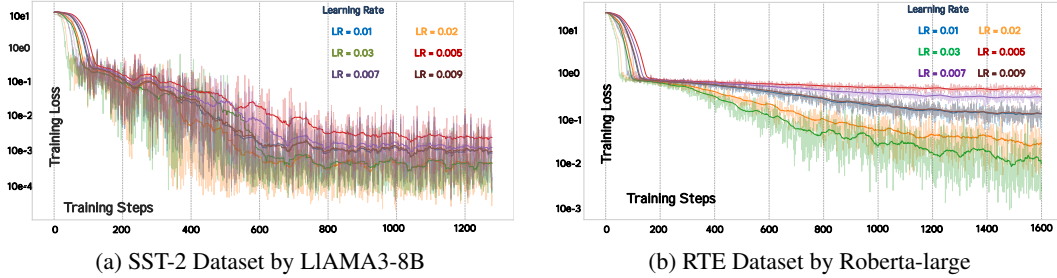 Learning Rate
LR = 0.01 LR = 0.02
LR = 0.03 LR = 0.005
LR = 0.007 LR = 0.009
10e1
10e0
10e-1
10e-2
10e-3
10e-4
Training Loss
Training Steps
0 200 400 600 800 1000 1200
(a) SST-2 Dataset by LlAMA3-8B
Learning Rate
LR = 0.01 LR = 0.02
LR = 0.03 LR = 0.005
LR = 0.007 LR = 0.009
10e1
10e0
10e-1
10e-2
10e-3
Training Loss
Training Steps
0 200 400 600 800 1000 1200 1400 1600
(b) RTE Dataset by Roberta-large